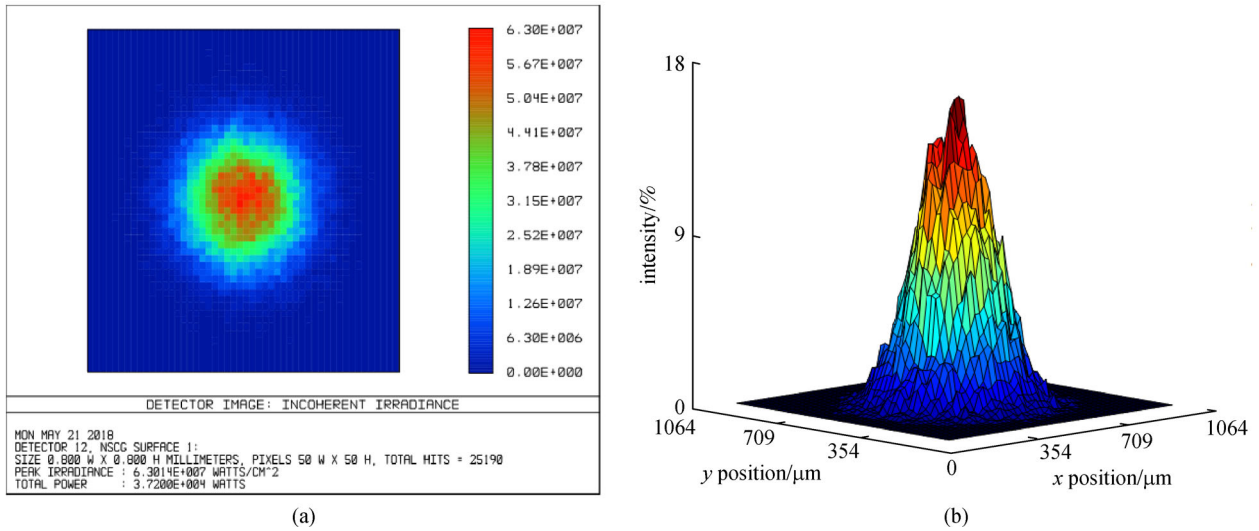 6.30E+007
5.67E+007
5.04E+007
4.41E+007
3.78E+007
3.15E+007
2.52E+007
1.89E+007
1.26E+007
6.30E+006
0.00E+000
DETECTOR IMAGE: INCOHERENT IRRADIANCE
MON MAY 21 2018
DETECTOR 12, NSCG SURFACE 1:
SIZE 0.800 W X 0.800 H MILLIMETERS, PIXELS 50 W X 50 H, TOTAL HITS = 25190
PEAK IRRADIANCE : 6.3014E+007 WATTS/CM^2
TOTAL POWER : 3.7200E+004 WATTS
(a)
18
9
0
intensity/%
1064
709
354
0
354
709
1064
y position/μm
x position/μm
(b)